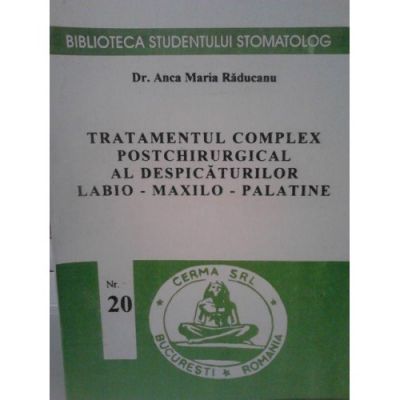 BIBLIOTECA STUDENTULUI STOMATOLOG
Dr. Anca Maria Răducanu
TRATAMENTUL COMPLEX
POSTCHIRURGICAL
AL DESPICĂTURILOR
LABIO - MAXILO - PALATINE
Nr.
20
CERMA SRL
BUCUREȘTI - ROMANIA